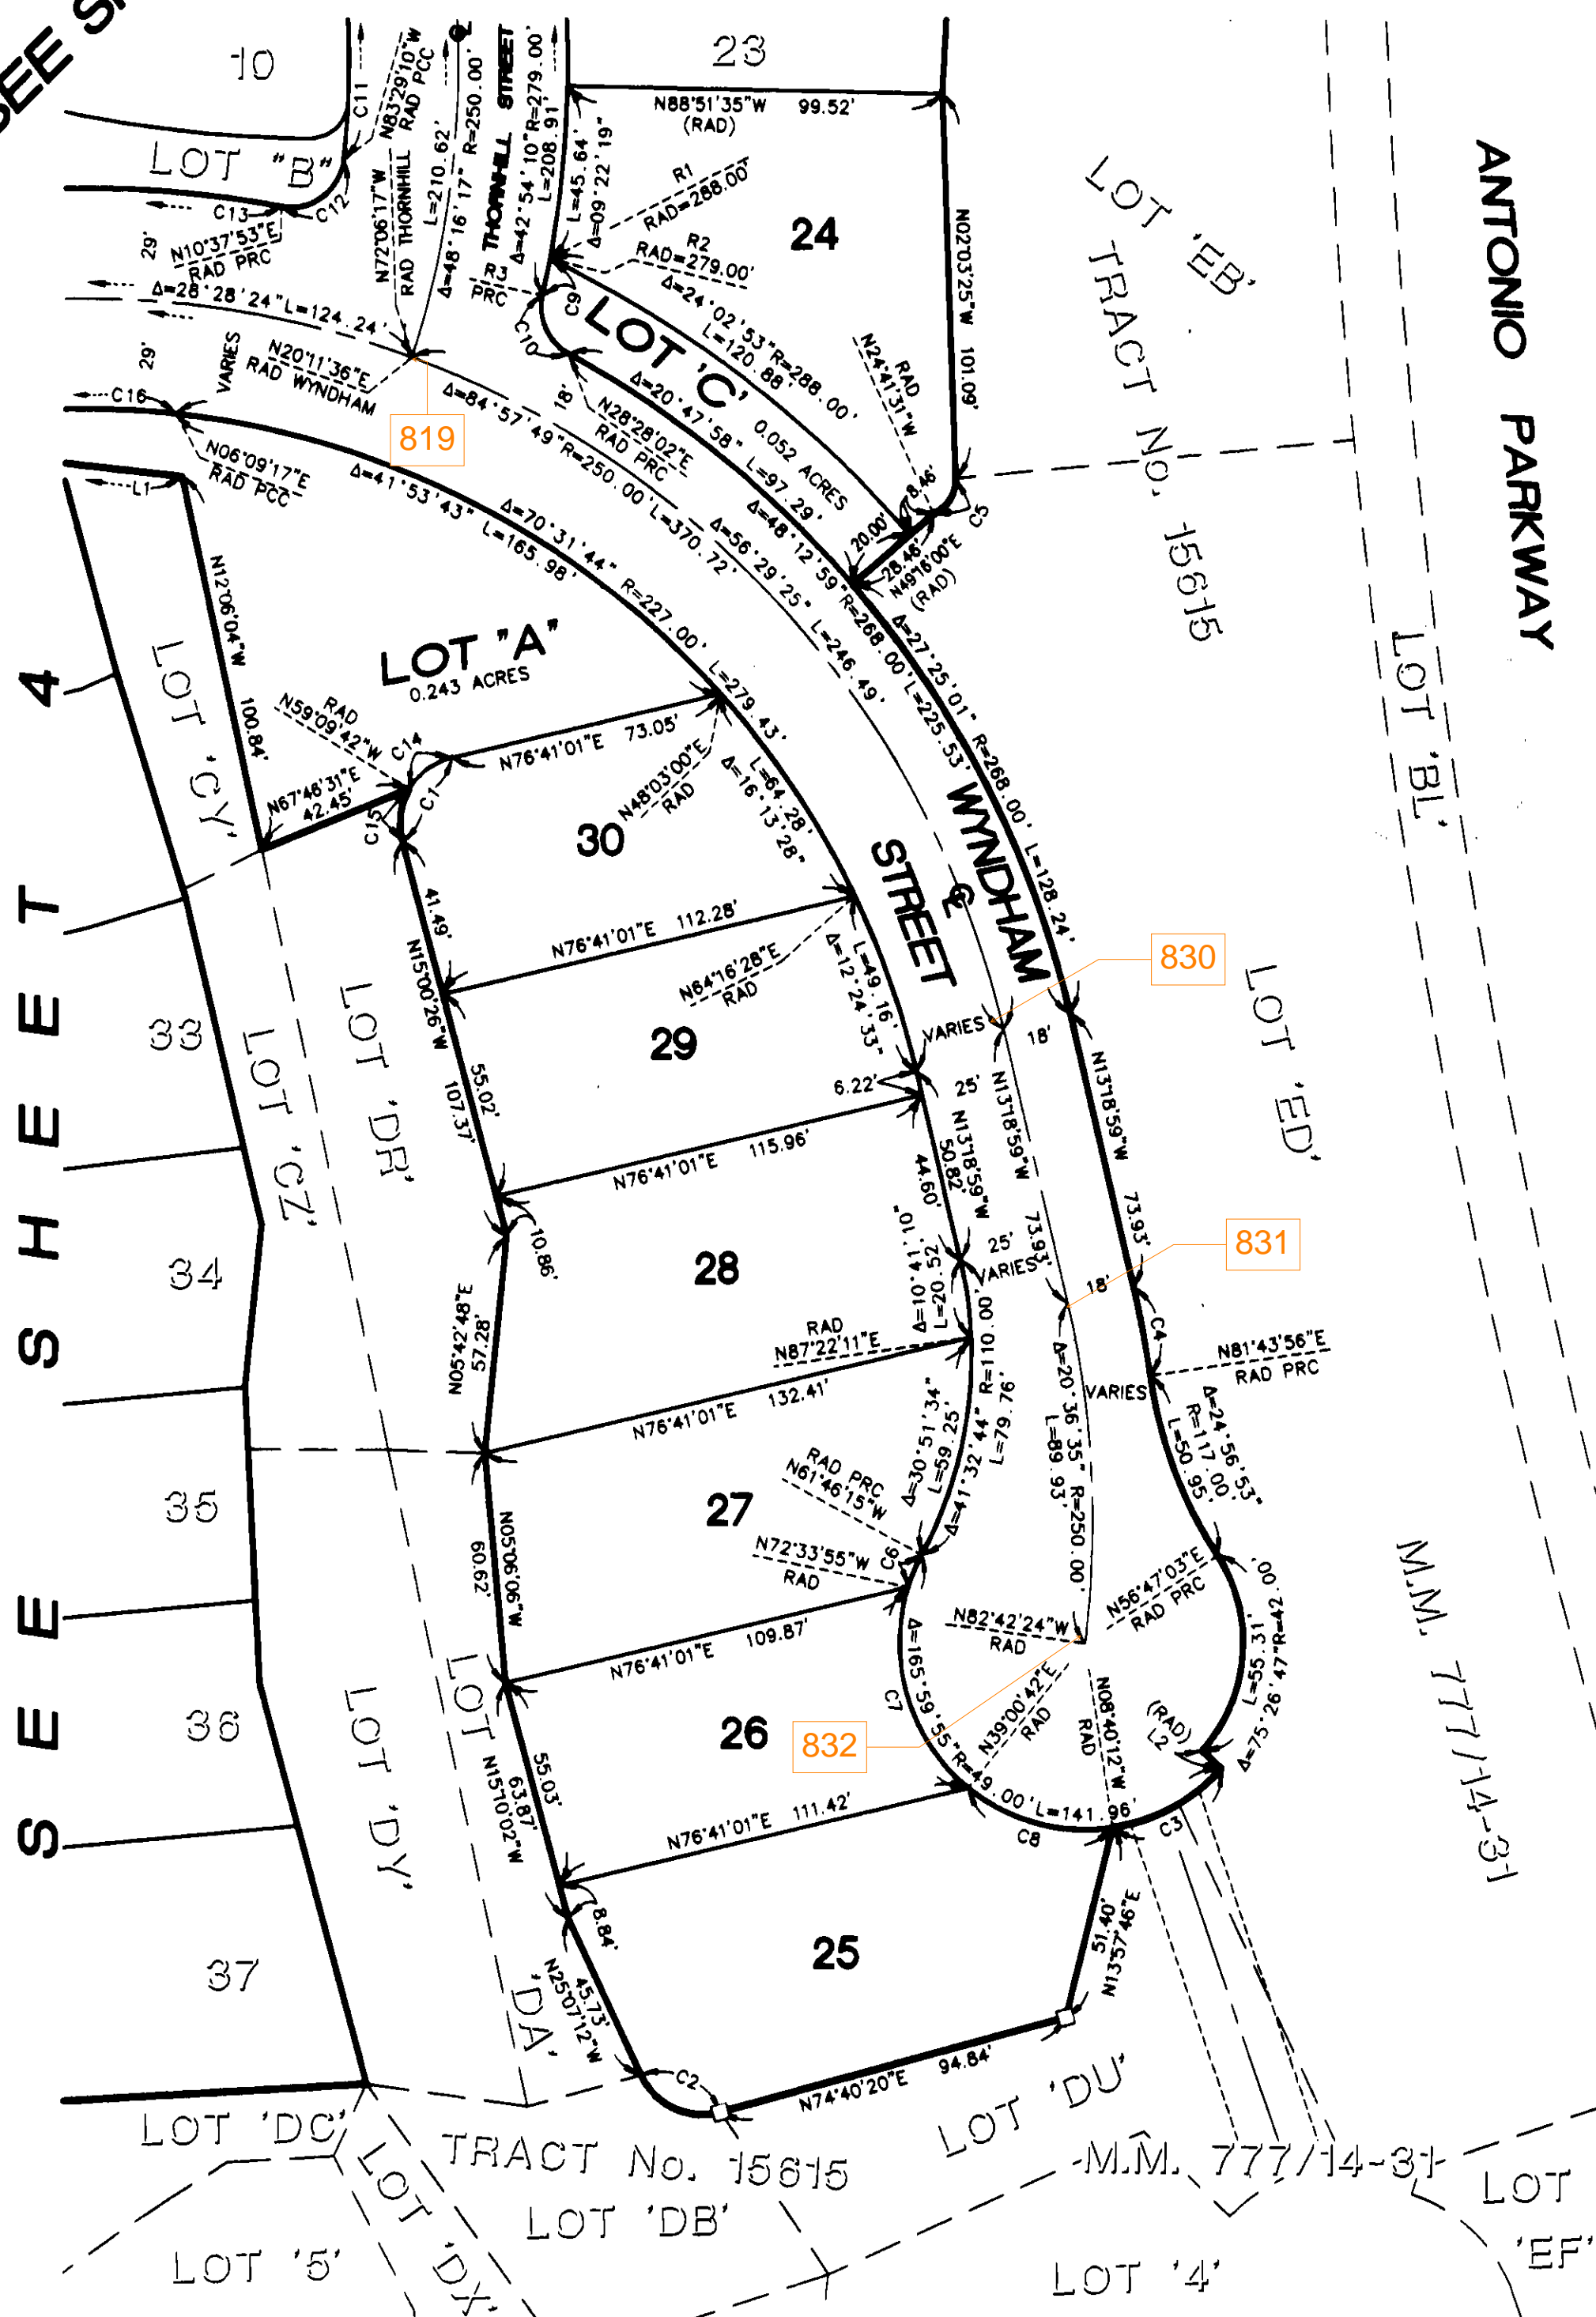 SEE
10
LOT "B"
C11
C12
C13
29'
N10°37'53"E
RAD PRC
N83°29'10"W
RAD PCC
N72°06'17"W
RAD THORNHILL
L=210.62'
Δ=48°16'17" R=250.00'
THORNHILL STREET
Δ=42°54'10" R=279.00'
L=208.91'
L=45.64'
Δ=09°22'19"
23
N88°51'35"W 99.52'
(RAD)
R1
RAD=288.00'
R2
RAD=279.00'
R3
PRC
24
N02°03'25"W 101.09'
LOT 'EB'
TRACT No. 15615
ANTONIO PARKWAY
LOT 'BL'
Δ=28°28'24" L=124.24'
29'
VARIES
N20°11'36"E
RAD WYNDHAM
819
C16
N06°09'17"E
RAD PCC
L1
C9
C10
18'
LOT 'C'
0.052 ACRES
Δ=24°02'53" R=288.00'
L=120.88'
N24°41'31"W
RAD
Δ=20°47'58" L=97.29'
N28°28'02"E
RAD PRC
Δ=84°57'49" R=250.00' L=370.72'
Δ=48°12'59" R=268.00' L=225.53'
8.46'
20.00'
28.46'
N49°16'00"E
(RAD)
C5
Δ=41°53'43" L=165.98'
Δ=70°31'44" R=227.00' L=279.43'
Δ=56°29'25" L=246.49'
Δ=27°25'01" R=268.00' L=128.24'
N12°06'04"W 100.84'
LOT "A"
0.243 ACRES
LOT 'CY'
RAD
N59°09'42"W
C14
C1
C15
N67°46'31"E
42.45'
N76°41'01"E 73.05'
N48°03'00"E
RAD
L=64.28'
Δ=16°13'28"
30
WYNDHAM
STREET
℄
41.49'
N76°41'01"E 112.28'
N64°16'28"E
RAD
L=49.16'
Δ=12°24'33"
830
N15°00'26"W
107.37'
55.02'
29
33
LOT 'CZ'
LOT 'DR'
VARIES
18'
6.22'
25'
N13°18'59"W 73.93'
N13°18'59"W
50.82'
44.60'
N13°18'59"W 73.93'
LOT 'ED'
N76°41'01"E 115.96'
10.86'
28
34
N05°42'48"E
57.28'
Δ=10°41'10"
L=20.52
25'
VARIES
831
18'
C4
RAD
N87°22'11"E
N81°43'56"E
RAD PRC
VARIES
N76°41'01"E 132.41'
Δ=20°36'35" R=250.00'
L=89.93'
Δ=24°56'53"
R=117.00'
L=50.95'
27
35
N05°06'06"W
60.62'
RAD PRC
N61°46'15"W
Δ=30°51'34"
L=59.25'
Δ=41°32'44" R=110.00'
L=79.76'
N72°33'55"W
RAD
C6
N82°42'24"W
RAD
N56°47'03"E
RAD PRC
N76°41'01"E 109.87'
L=55.31'
Δ=75°26'47" R=42.00'
N39°00'42"E
RAD
N08°40'12"W
RAD
(RAD)
L2
832
Δ=165°59'55" R=49.00' L=141.96'
C7
C8
C3
26
36
LOT 'DY'
55.03'
63.87'
N15°10'02"W
N76°41'01"E 111.42'
8.84'
25
37
LOT 'DA'
45.73'
N25°07'12"W
51.40'
N13°57'46"E
C2
N74°40'20"E 94.84'
M.M. 777/14-31
SEE SHEET 4
LOT 'DC'
TRACT No. 15615
LOT 'DU'
M.M. 777/14-31
LOT 'DX'
LOT 'DB'
LOT '5'
LOT '4'
LOT
'EF'